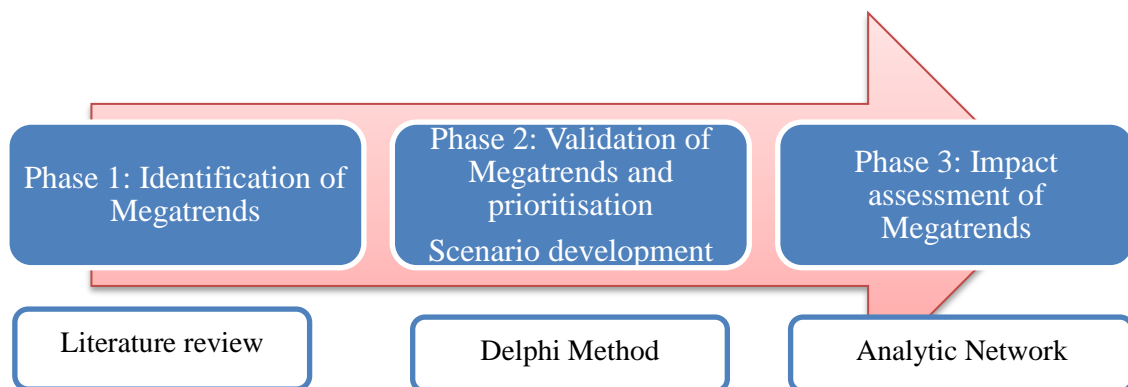 Phase 1: Identification of
Megatrends
Phase 2: Validation of
Megatrends and
prioritisation
Scenario development
Phase 3: Impact
assessment of
Megatrends
Literature review
Delphi Method
Analytic Network